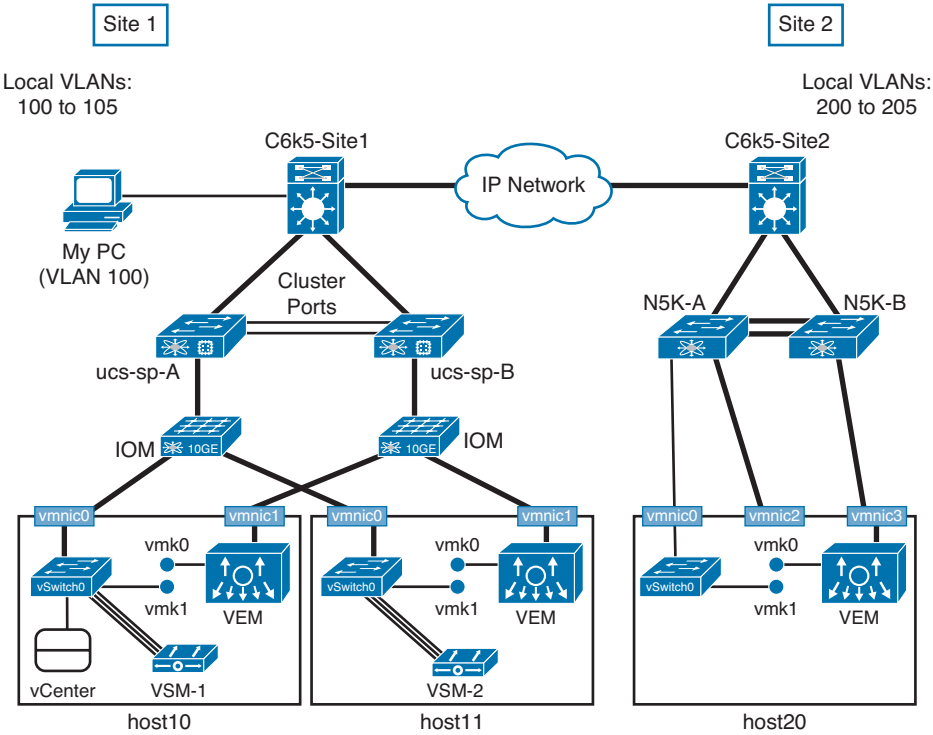 Site 1
Site 2
Local VLANs:
100 to 105
Local VLANs:
200 to 205
C6k5-Site1
C6k5-Site2
IP Network
My PC
(VLAN 100)
Cluster
Ports
N5K-A
N5K-B
ucs-sp-A
ucs-sp-B
IOM
10GE
10GE
IOM
vmnic0
vmnic1
vmnic0
vmnic1
vmnic0
vmnic2
vmnic3
vmk0
vmk0
vmk0
vSwitch0
vSwitch0
vSwitch0
vmk1
VEM
vmk1
VEM
vmk1
VEM
vCenter
VSM-1
VSM-2
host10
host11
host20